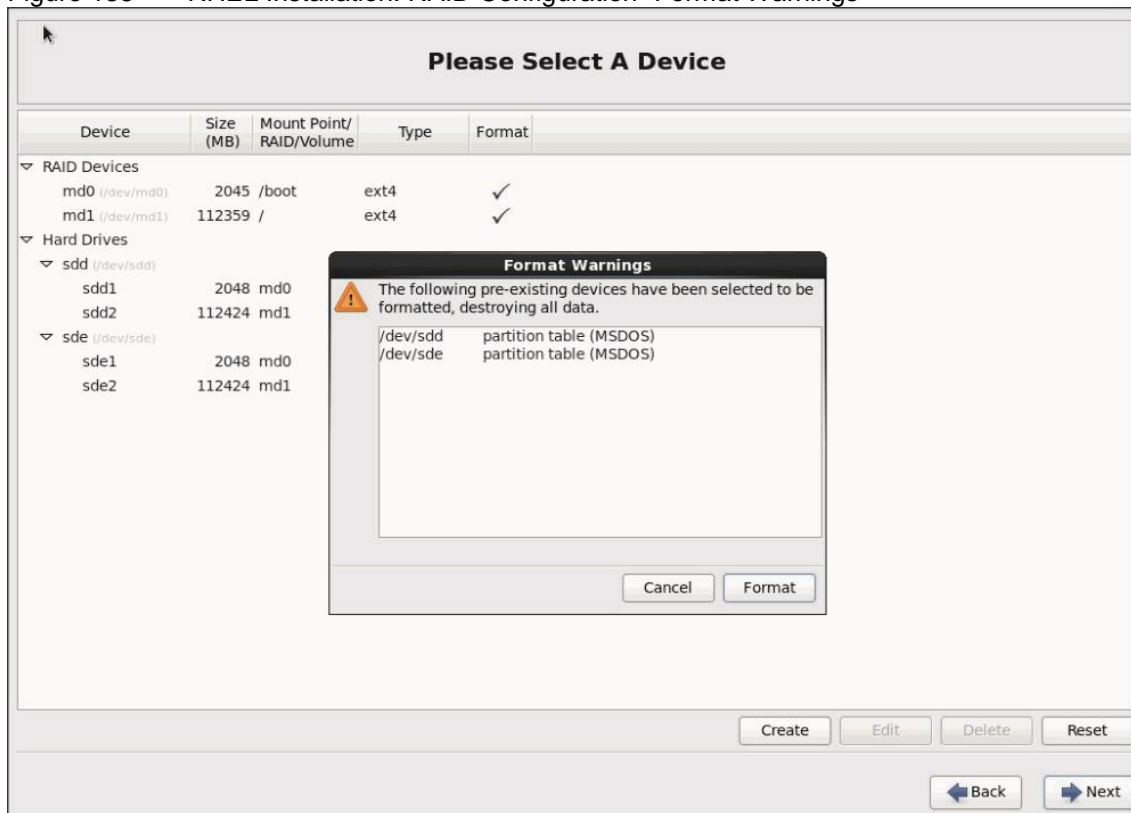 Please Select A Device
Device Size (MB) Mount Point/ RAID/Volume Type Format
RAID Devices
md0 (/dev/md0) 2045 /boot ext4 ✓
md1 (/dev/md1) 112359 / ext4 ✓
Hard Drives
sdd (/dev/sdd)
sdd1 2048 md0
sdd2 112424 md1
sde (/dev/sde)
sde1 2048 md0
sde2 112424 md1
Format Warnings
The following pre-existing devices have been selected to be
formatted, destroying all data.
/dev/sdd partition table (MSDOS)
/dev/sde partition table (MSDOS)
Cancel Format
Create Edit Delete Reset
Back Next